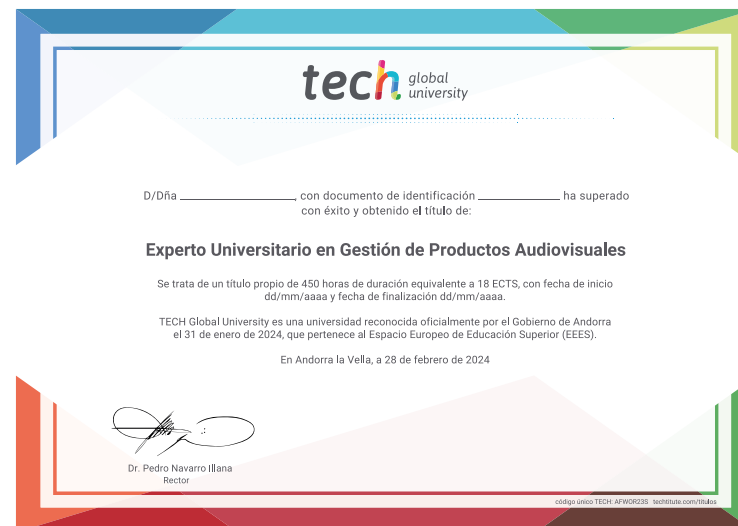 tech global university
D/Dña ____________________, con documento de identificación ______________ ha superado
con éxito y obtenido el título de:
Experto Universitario en Gestión de Productos Audiovisuales
Se trata de un título propio de 450 horas de duración equivalente a 18 ECTS, con fecha de inicio
dd/mm/aaaa y fecha de finalización dd/mm/aaaa.
TECH Global University es una universidad reconocida oficialmente por el Gobierno de Andorra
el 31 de enero de 2024, que pertenece al Espacio Europeo de Educación Superior (EEES).
En Andorra la Vella, a 28 de febrero de 2024
Dr. Pedro Navarro Illana
Rector
código único TECH: AFWOR23S techtitute.com/titulos